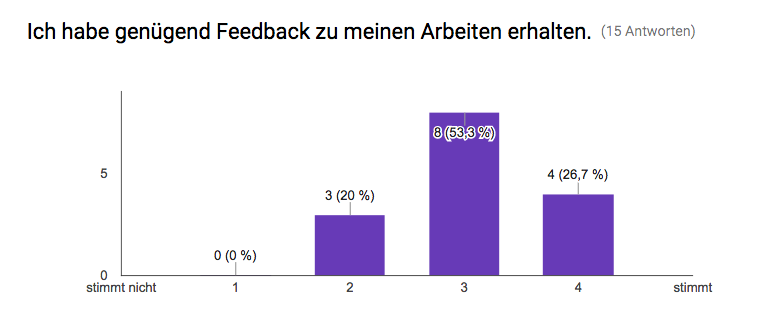 Ich habe genügend Feedback zu meinen Arbeiten erhalten. (15 Antworten)
8 (53,3 %)
5
4 (26,7 %)
3 (20 %)
0 (0 %)
0
stimmt nicht 1 2 3 4 stimmt